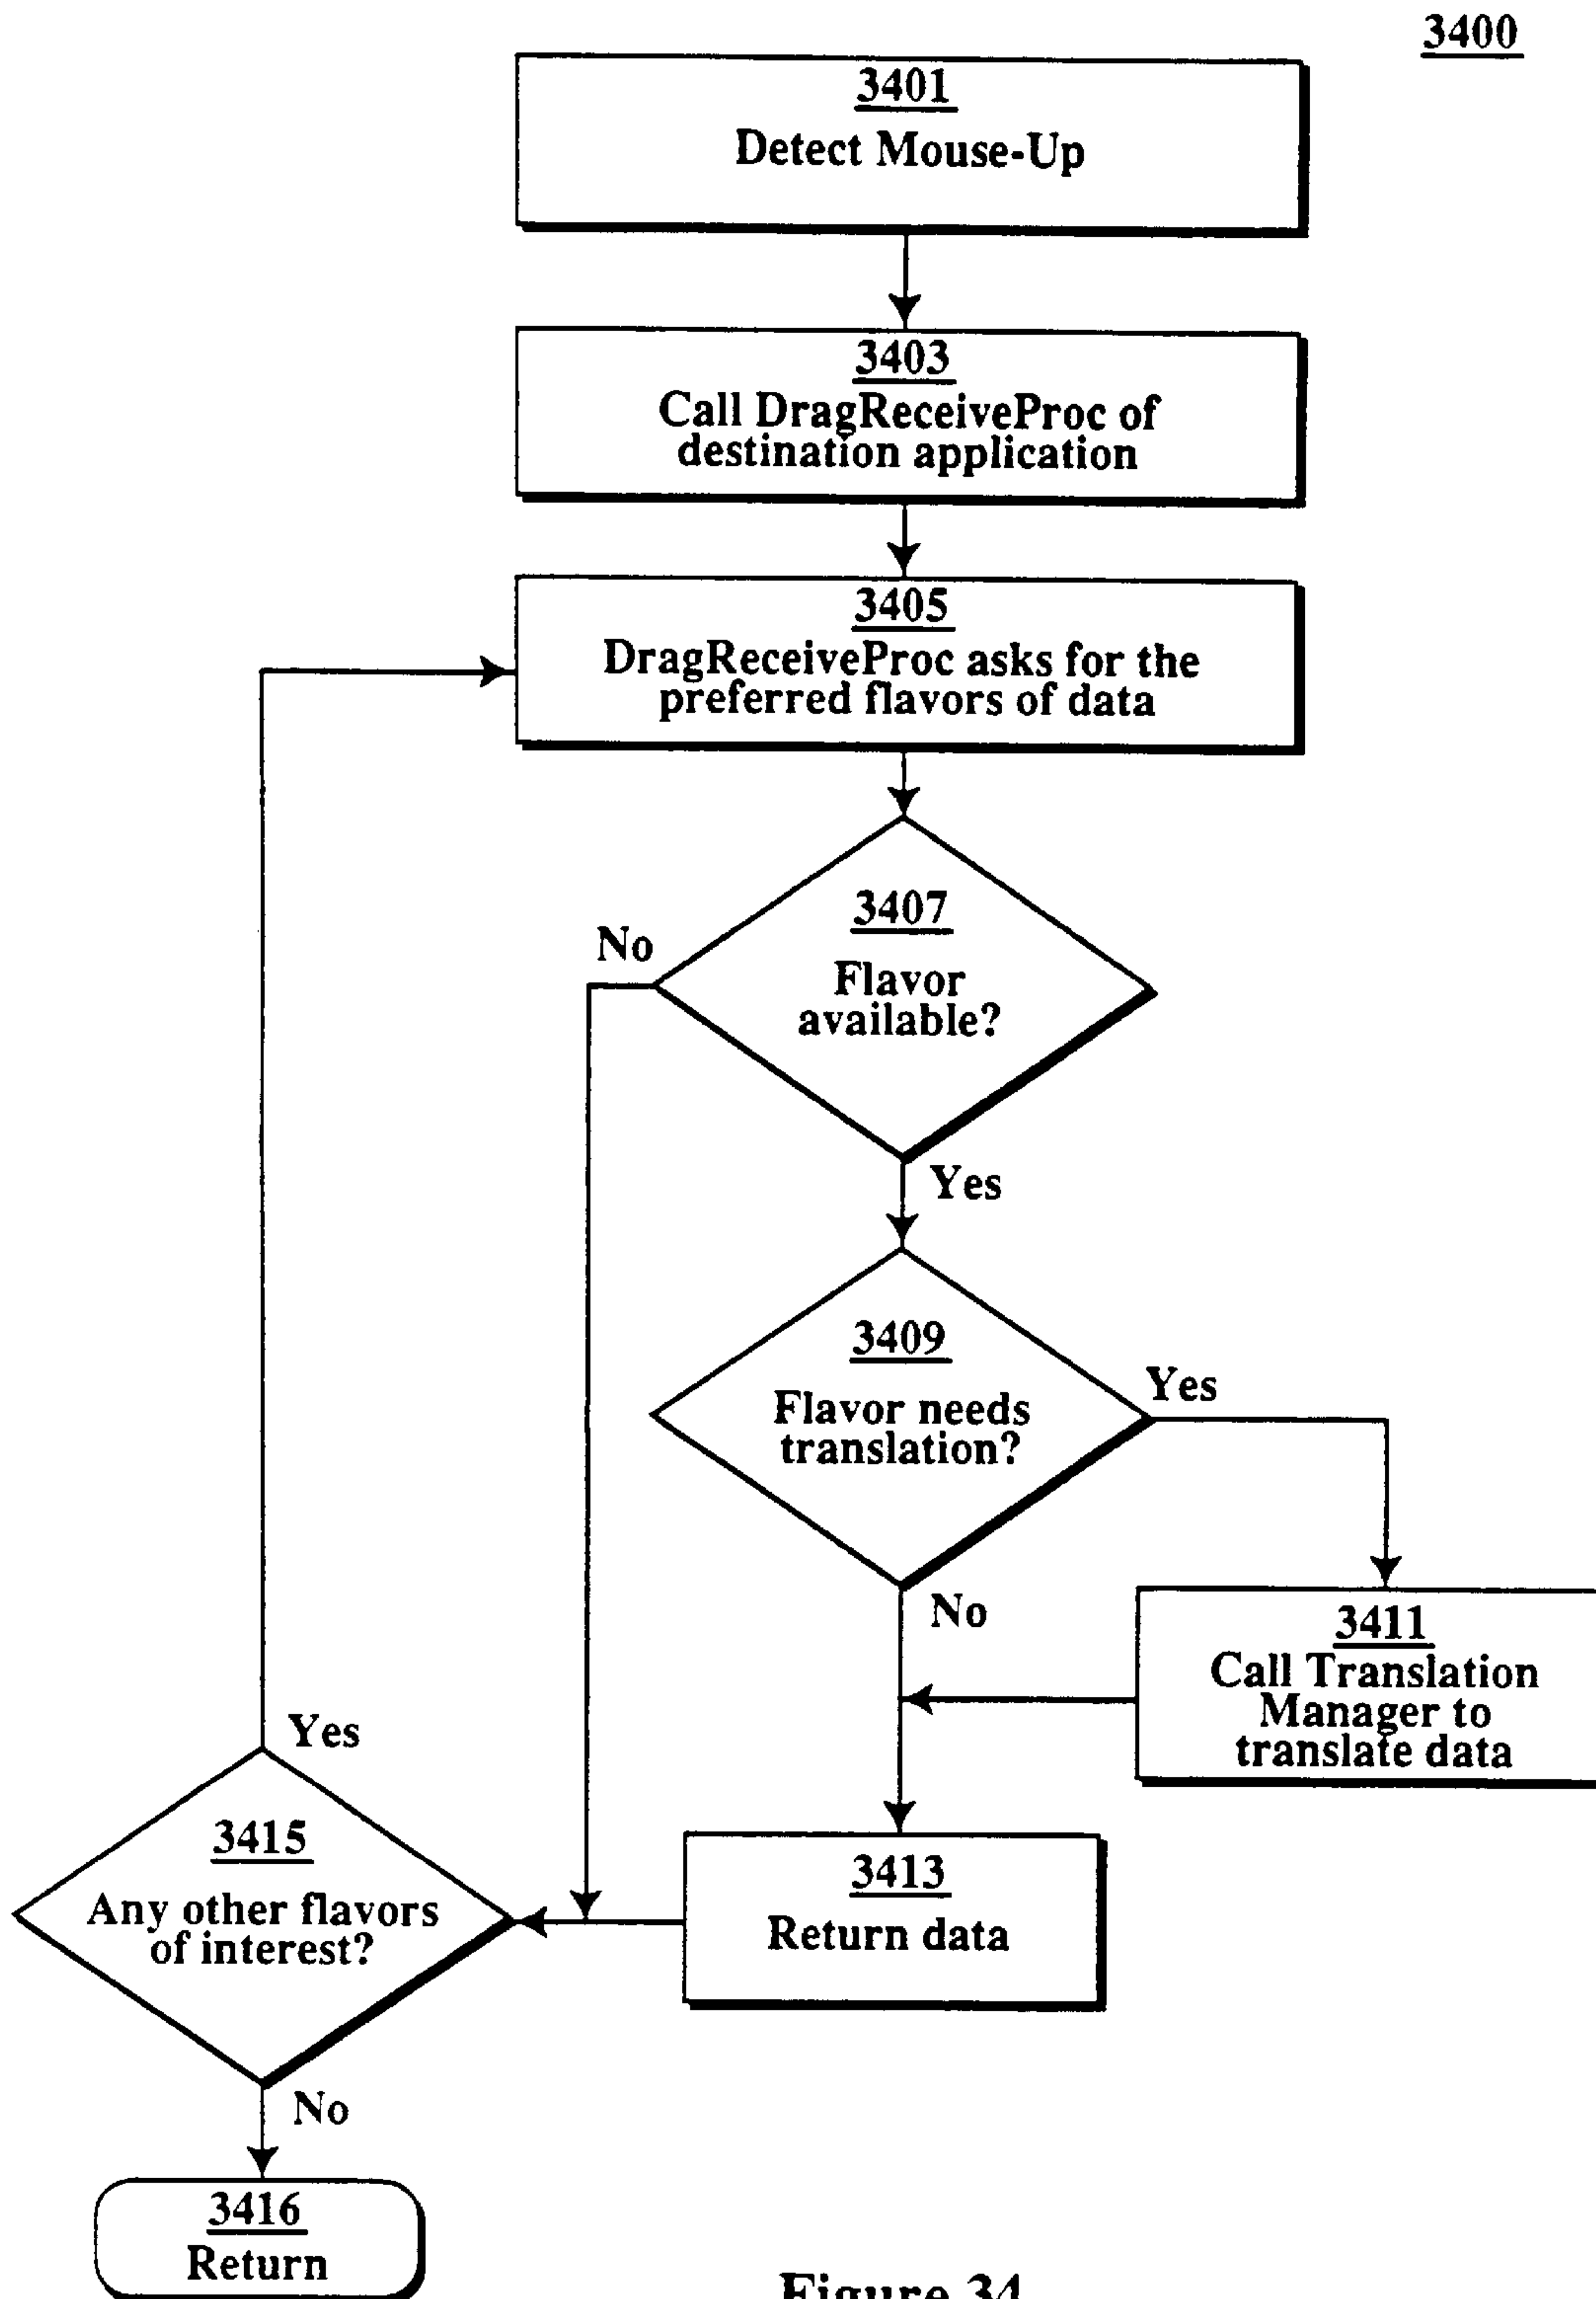 3400
3401
Detect Mouse-Up
3403
Call DragReceiveProc of
destination application
3405
DragReceiveProc asks for the
preferred flavors of data
3407
No
Flavor
available?
Yes
3409
Yes
Flavor needs
translation?
No
3411
Call Translation
Manager to
translate data
Yes
3415
Any other flavors
of interest?
3413
Return data
No
3416
Return
Figure 34